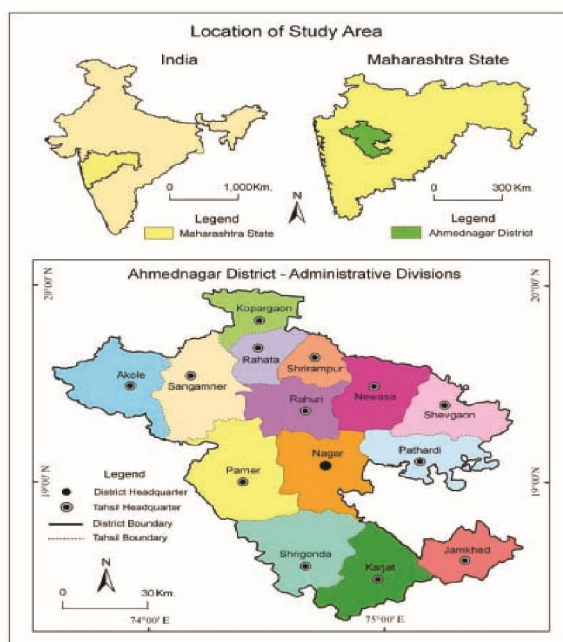 Location of Study Area
India
Maharashtra State
1,000Km.
300 Km.
N
Legend
Maharashtra State
Legend
Ahmednagar District
Ahmednagar District - Administrative Divisions
20°00' N
20°00' N
Kopargaon
Rahata
Shrirampur
Akole
Sangamner
Rahuri
Newasa
Shevgaon
Nagar
Pathardi
Parner
19°00' N
19°00' N
Legend
District Headquarter
Tahsil Headquarter
District Boundary
Tahsil Boundary
N
0
30 Km.
Shrigonda
Karjat
Jamkhed
74°00' E
75°00' E